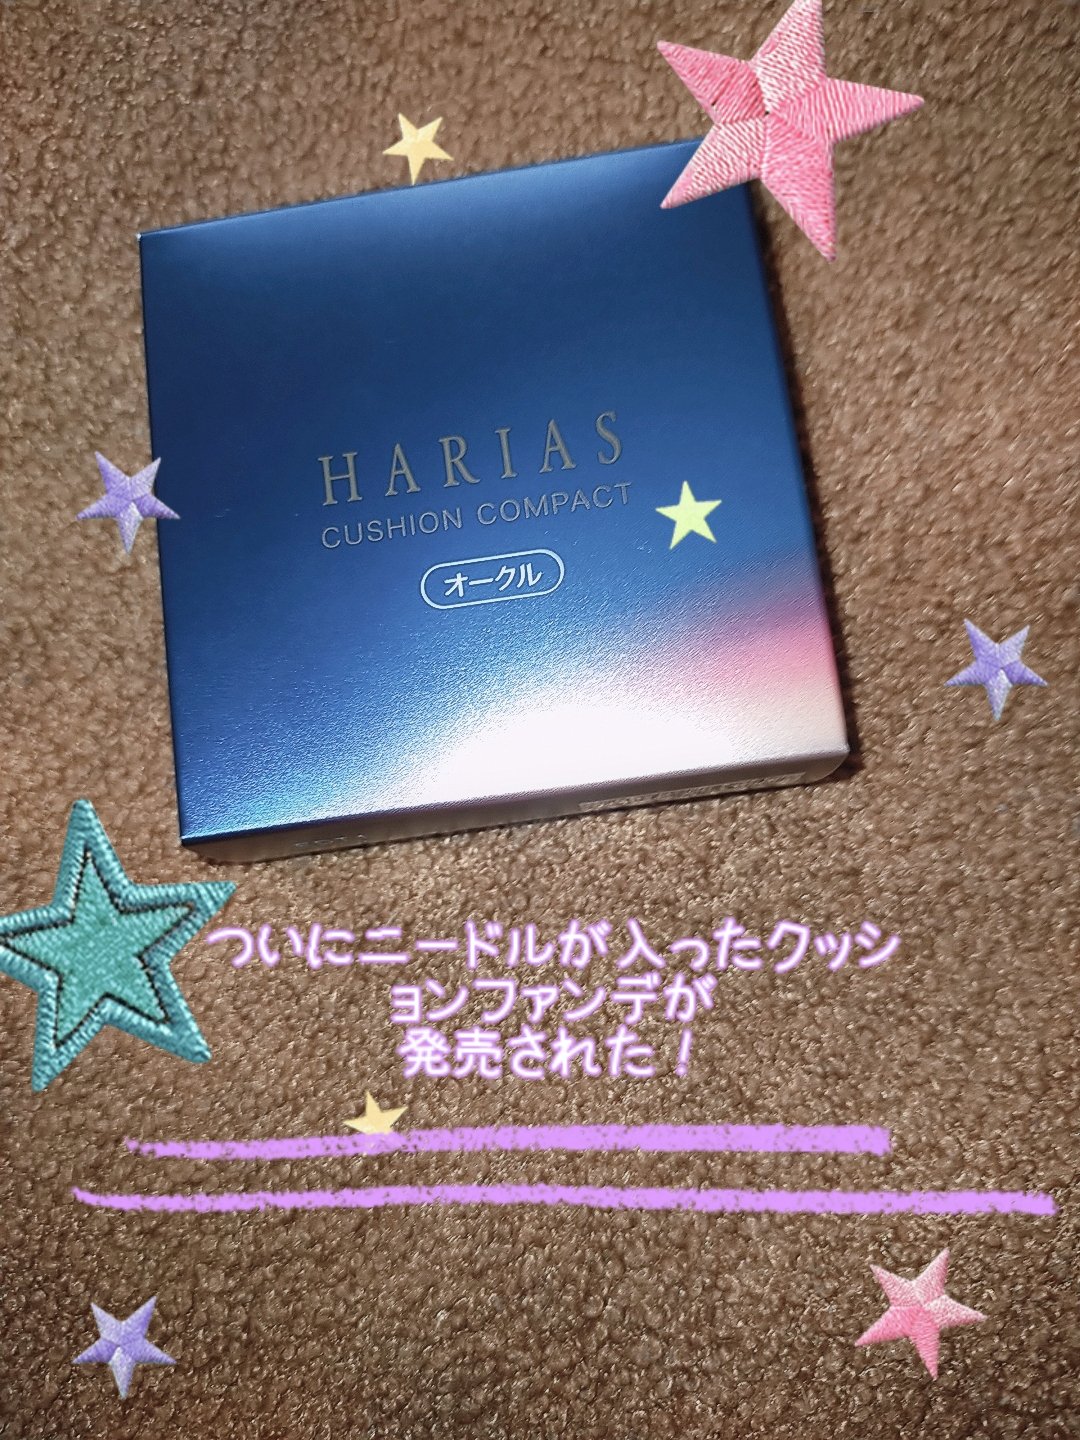 HARIAS
CUSHION COMPACT
オークル
ついにニードルが入ったクッシ
ョンファンデが
発売された！